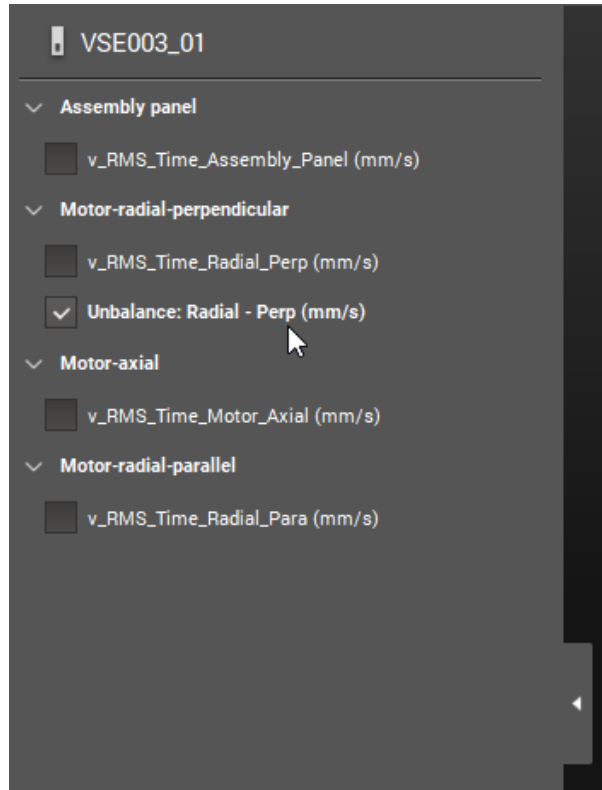 VSE003_01
Assembly panel
v_RMS_Time_Assembly_Panel (mm/s)
Motor-radial-perpendicular
v_RMS_Time_Radial_Perp (mm/s)
Unbalance: Radial - Perp (mm/s)
Motor-axial
v_RMS_Time_Motor_Axial (mm/s)
Motor-radial-parallel
v_RMS_Time_Radial_Para (mm/s)